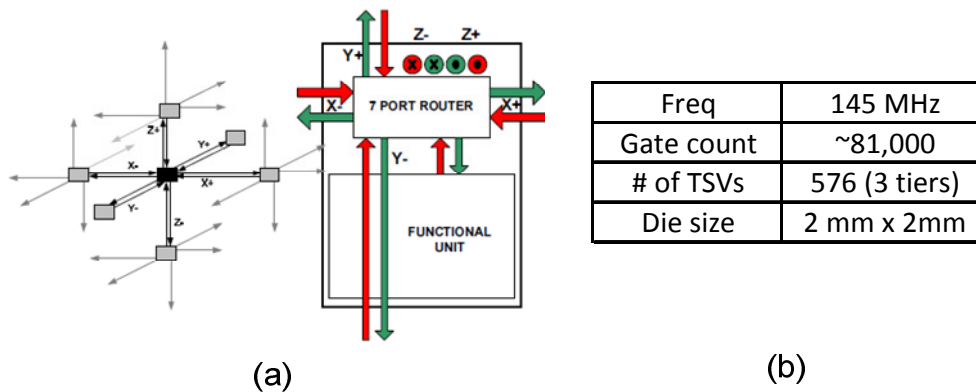 Z+
Y+
X-
X+
Y-
Z-
Y+
Z-
Z+
X-
7 PORT ROUTER
X+
Y-
FUNCTIONAL
UNIT
(a)
Freq 145 MHz
Gate count ~81,000
# of TSVs 576 (3 tiers)
Die size 2 mm x 2mm
(b)